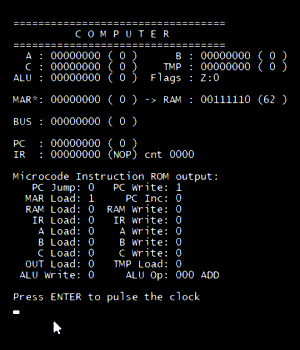 ===================================
C O M P U T E R
===================================
A : 00000000 ( 0 ) B : 00000000 ( 0 )
C : 00000000 ( 0 ) TMP : 00000000 ( 0 )
ALU : 00000000 ( 0 ) Flags : Z:0
MAR*: 00000000 ( 0 ) -> RAM : 00111110 (62 )
BUS : 00000000 ( 0 )
PC : 00000000 ( 0 )
IR : 00000000 (NOP) cnt 0000
Microcode Instruction ROM output:
PC Jump: 0 PC Write: 1
MAR Load: 1 PC Inc: 0
RAM Load: 0 RAM Write: 0
IR Load: 0 IR Write: 0
A Load: 0 A Write: 0
B Load: 0 B Write: 0
C Load: 0 C Write: 0
OUT Load: 0 TMP Load: 0
ALU Write: 0 ALU Op: 000 ADD
Press ENTER to pulse the clock